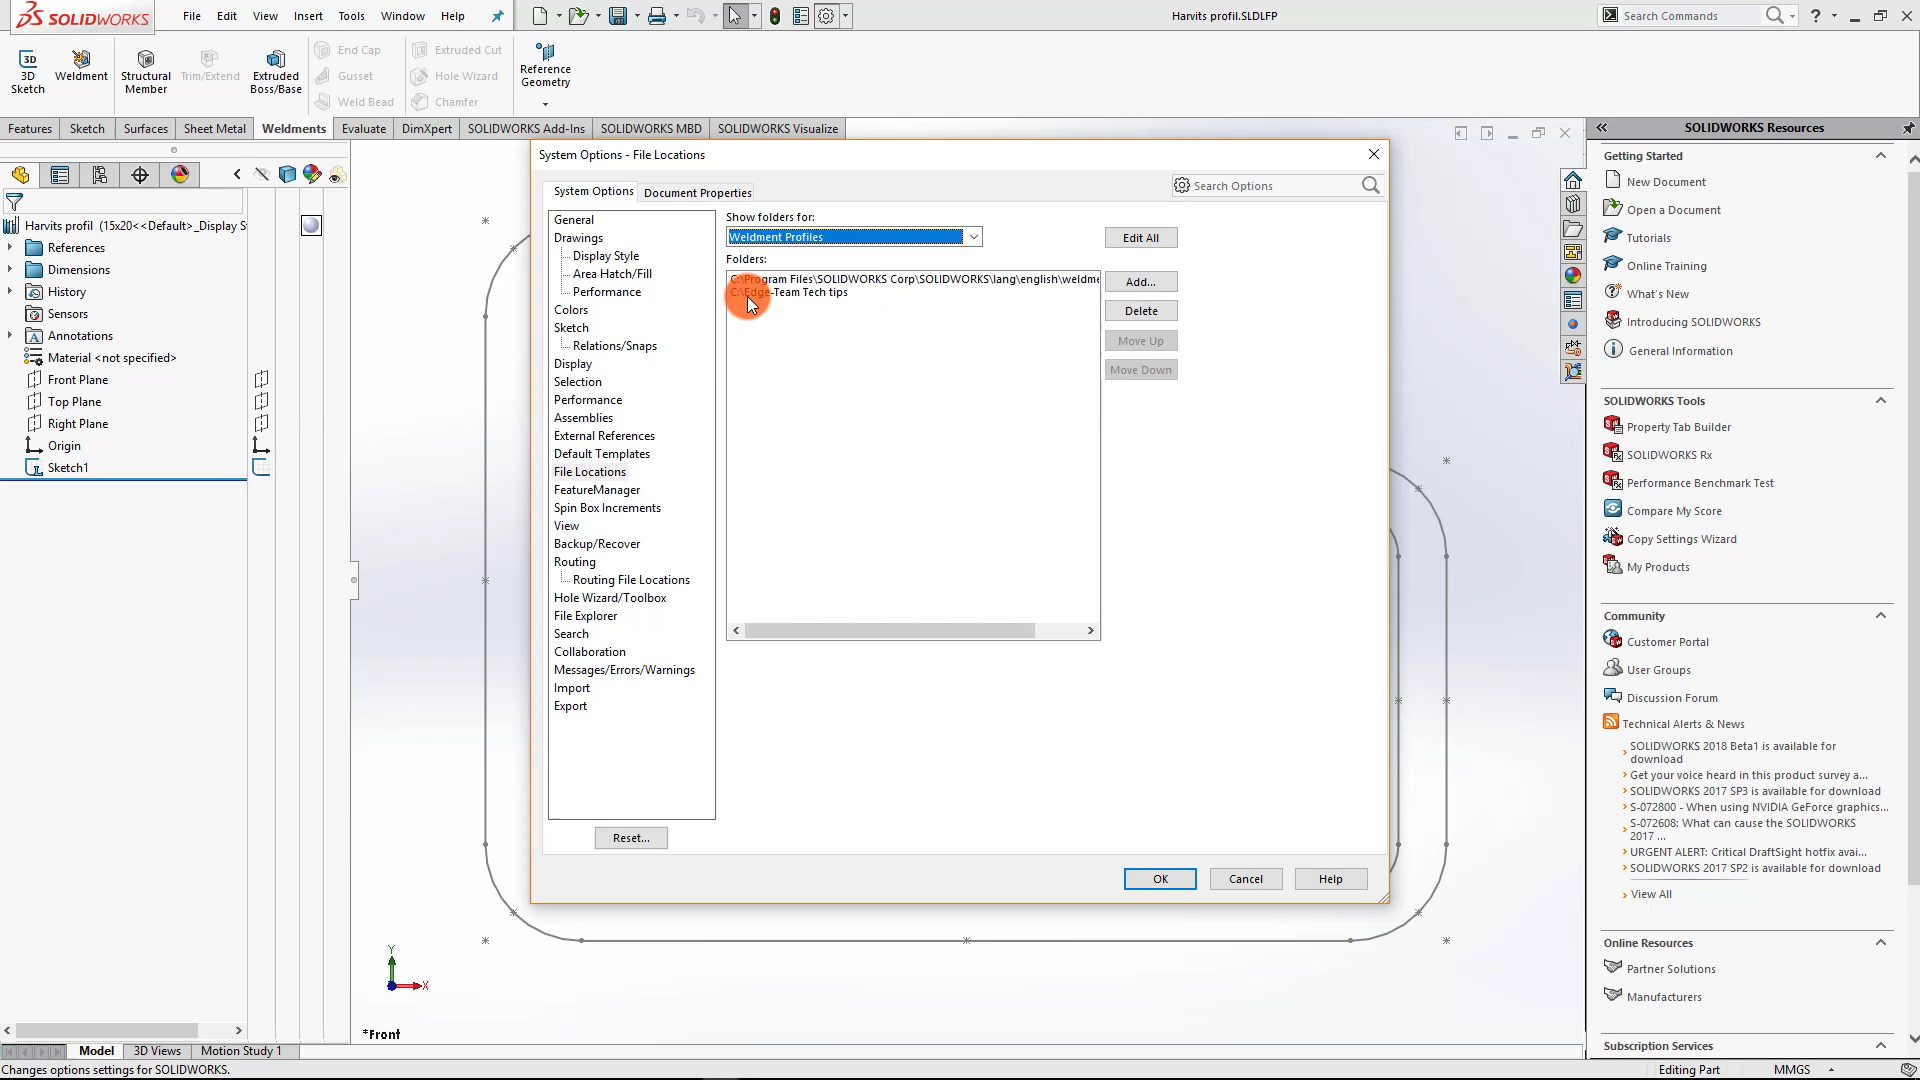 SOLIDWORKS
File
Edit
View
Insert
Tools
Window
Help
Harvits profil.SLDLFP
Search Commands
3D Sketch
Weldment
Structural Member
Trim/Extend
Extruded Boss/Base
End Cap
Gusset
Weld Bead
Extruded Cut
Hole Wizard
Chamfer
Reference Geometry
Features
Sketch
Surfaces
Sheet Metal
Weldments
Evaluate
DimXpert
SOLIDWORKS Add-Ins
SOLIDWORKS MBD
SOLIDWORKS Visualize
Harvits profil (15x20<<Default>_Display S
References
Dimensions
History
Sensors
Annotations
Material <not specified>
Front Plane
Top Plane
Right Plane
Origin
Sketch1
System Options - File Locations
System Options
Document Properties
Search Options
General
Drawings
Display Style
Area Hatch/Fill
Performance
Colors
Sketch
Relations/Snaps
Display
Selection
Performance
Assemblies
External References
Default Templates
File Locations
FeatureManager
Spin Box Increments
View
Backup/Recover
Routing
Routing File Locations
Hole Wizard/Toolbox
File Explorer
Search
Collaboration
Messages/Errors/Warnings
Import
Export
Reset...
Show folders for:
Weldment Profiles
Folders:
C:\Program Files\SOLIDWORKS Corp\SOLIDWORKS\lang\english\weldme
C:\Edge-Team Tech tips
Edit All
Add...
Delete
Move Up
Move Down
OK
Cancel
Help
SOLIDWORKS Resources
Getting Started
New Document
Open a Document
Tutorials
Online Training
What's New
Introducing SOLIDWORKS
General Information
SOLIDWORKS Tools
Property Tab Builder
SOLIDWORKS Rx
Performance Benchmark Test
Compare My Score
Copy Settings Wizard
My Products
Community
Customer Portal
User Groups
Discussion Forum
Technical Alerts & News
SOLIDWORKS 2018 Beta1 is available for
download
Get your voice heard in this product survey a...
SOLIDWORKS 2017 SP3 is available for download
S-072800 - When using NVIDIA GeForce graphics...
S-072608: What can cause the SOLIDWORKS
2017 ...
URGENT ALERT: Critical DraftSight hotfix avai...
SOLIDWORKS 2017 SP2 is available for download
View All
Online Resources
Partner Solutions
Manufacturers
Subscription Services
Y
X
*Front
Model
3D Views
Motion Study 1
Changes options settings for SOLIDWORKS.
Editing Part
MMGS